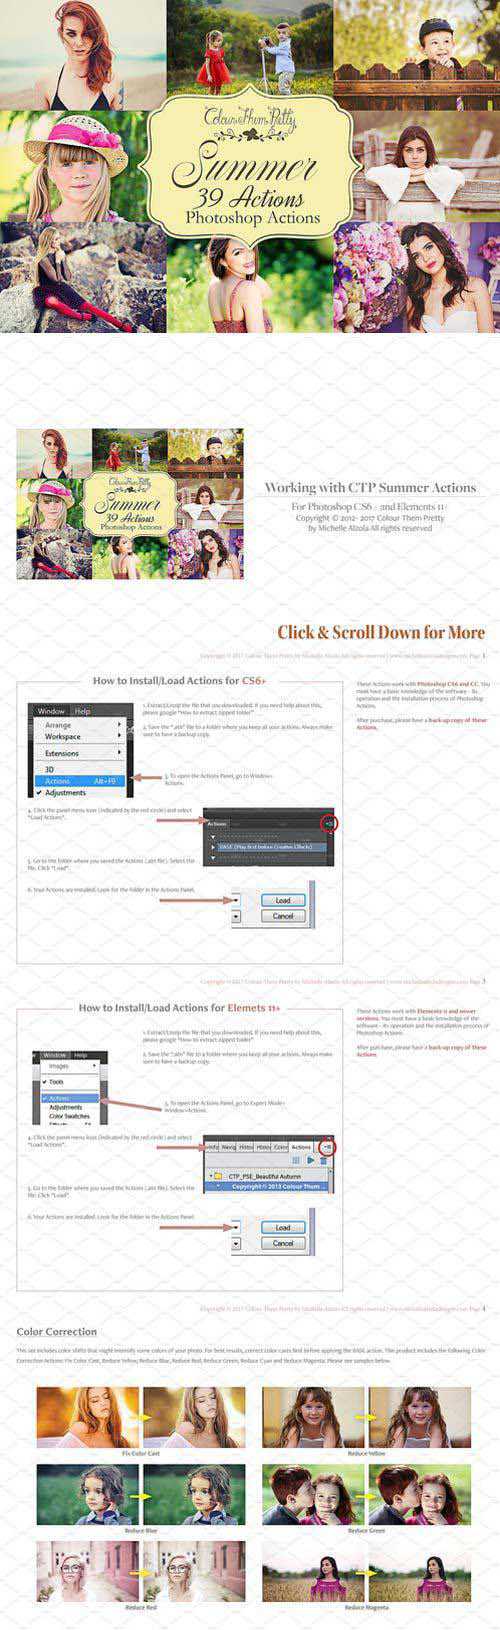 Colour Them Pretty
Summer
39 Actions
Photoshop Actions
Colour Them Pretty
Summer
39 Actions
Photoshop Actions
Working with CTP Summer Actions
For Photoshop CS6 + and Elements 11+
Copyright © 2012- 2017 Colour Them Pretty
by Michelle Alzola All rights reserved
Click & Scroll Down for More
Copyright © 2017 Colour Them Pretty by Michelle Alzola All rights reserved | Page 1
How to Install/Load Actions for CS6+
These Actions work with Photoshop CS6 and CC. You
must have a basic knowledge of the software - its
operation and the installation process of Photoshop
Actions.
After purchase, please have a back-up copy of these
Actions.
1. Extract/Unzip the file that you downloaded. If you need help about this,
please google "How to extract zipped folder"
2. Save the ".atn" file to a folder where you keep all your actions. Always make
sure to have a backup copy.
Window Help
Arrange
Workspace
Extensions
3D
Actions Alt+F9
Adjustments
3. To open the Actions Panel, go to Window>
Actions.
4. Click the panel menu icon (indicated by the red circle) and select
"Load Actions".
Actions
BASE (Play first before Creative Effects)
5. Go to the folder where you saved the Actions (.atn file). Select the
file. Click "Load".
6. Your Actions are installed. Look for the folder in the Actions Panel.
Load
Cancel
Copyright © 2017 Colour Them Pretty by Michelle Alzola All rights reserved | Page 3
How to Install/Load Actions for Elemets 11+
These Actions work with Elements 11 and newer
versions. You must have a basic knowledge of the
software - its operation and the installation process of
Photoshop Actions.
After purchase, please have a back-up copy of these
Actions.
1. Extract/Unzip the file that you downloaded. If you need help about this,
please google "How to extract zipped folder"
2. Save the ".atn" file to a folder where you keep all your actions. Always make
sure to have a backup copy.
Window Help
Images
Tools
Actions
Adjustments
Color Swatches
Effects
3. To open the Actions Panel, go to Expert Mode>
Window>Actions.
4. Click the panel menu icon (indicated by the red circle) and select
"Load Actions".
Info Navig Histo Histo Color Actions
CTP_PSE_Beautiful Autumn
Copyright © 2013 Colour Them ...
5. Go to the folder where you saved the Actions (.atn file). Select the
file. Click "Load".
6. Your Actions are installed. Look for the folder in the Actions Panel.
Load
Cancel
Copyright © 2017 Colour Them Pretty by Michelle Alzola All rights reserved | Page 4
Color Correction
This set includes color shifts that might intensify some colors of your photo. For best results, correct color casts first before applying the BASE action. This product includes the following Color
Correction Actions: Fix Color Cast, Reduce Yellow, Reduce Blue, Reduce Red, Reduce Green, Reduce Cyan and Reduce Magenta. Please see samples below.
Fix Color Cast
Reduce Yellow
Reduce Blue
Reduce Green
Reduce Red
Reduce Magenta